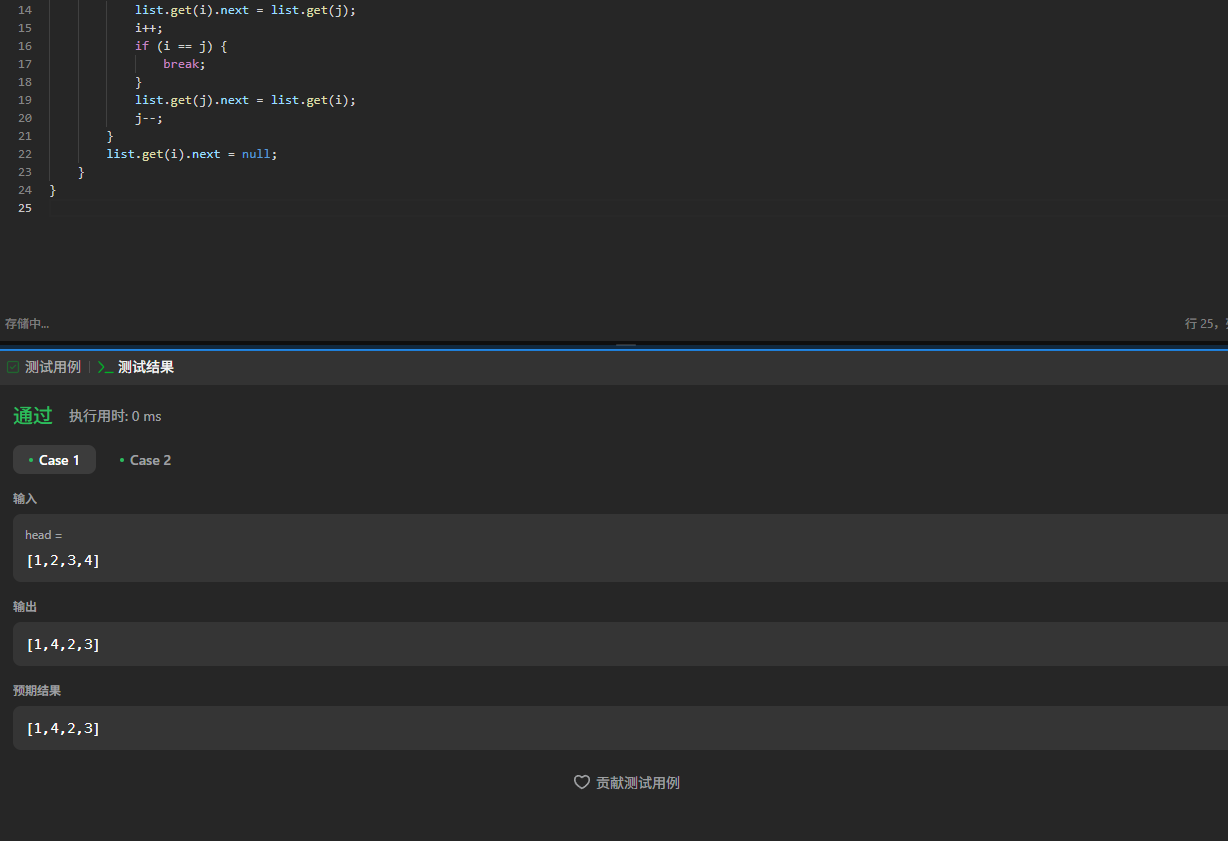 14 list.get(i).next = list.get(j);
15 i++;
16 if (i == j) {
17 break;
18 }
19 list.get(j).next = list.get(i);
20 j--;
21 }
22 list.get(i).next = null;
23 }
24 }
25
存储中...
行 25，
测试用例 测试结果
通过 执行用时: 0 ms
Case 1 Case 2
输入
head =
[1,2,3,4]
输出
[1,4,2,3]
预期结果
[1,4,2,3]
贡献测试用例